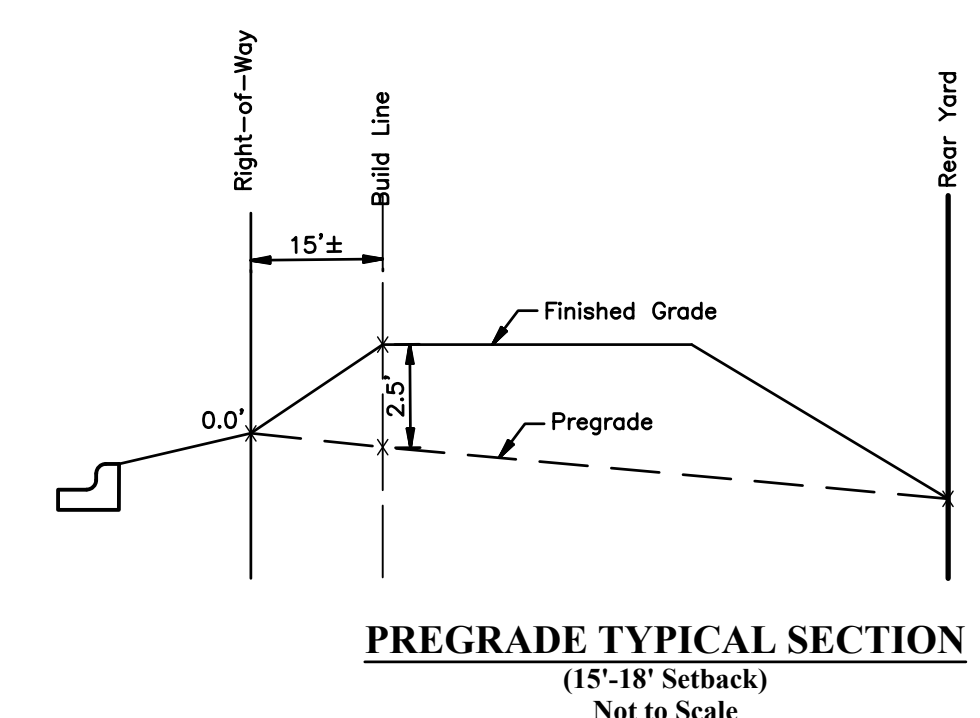 Right-of-Way
Build Line
Rear Yard
15'±
Finished Grade
2.5'
0.0'
Pregrade
PREGRADE TYPICAL SECTION
(15'-18' Setback)
Not to Scale